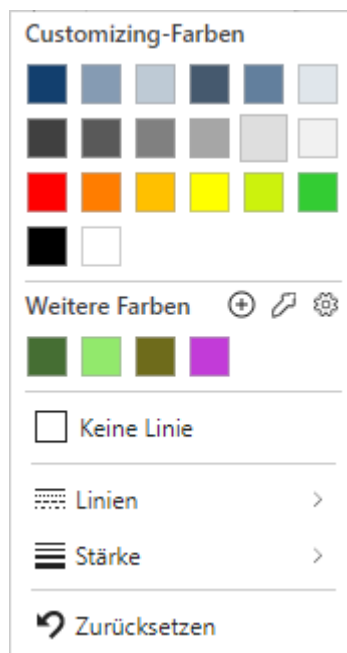 Customizing-Farben
Weitere Farben
Keine Linie
Linien
Stärke
Zurücksetzen